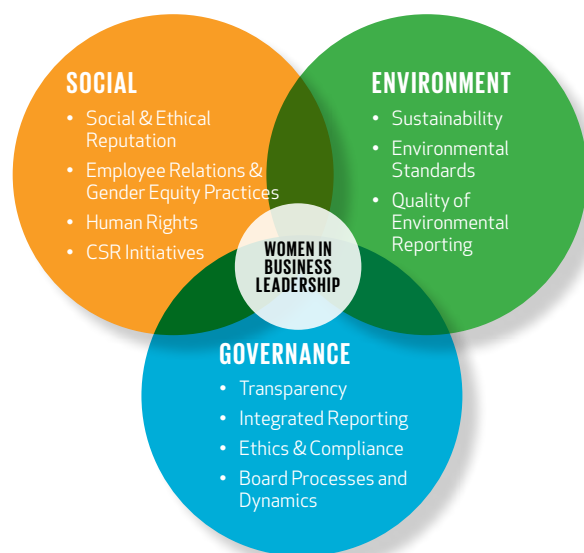 SOCIAL
• Social & Ethical
Reputation
• Employee Relations &
Gender Equity Practices
• Human Rights
• CSR Initiatives
ENVIRONMENT
• Sustainability
• Environmental
Standards
• Quality of
Environmental
Reporting
WOMEN IN
BUSINESS
LEADERSHIP
GOVERNANCE
• Transparency
• Integrated Reporting
• Ethics & Compliance
• Board Processes and
Dynamics